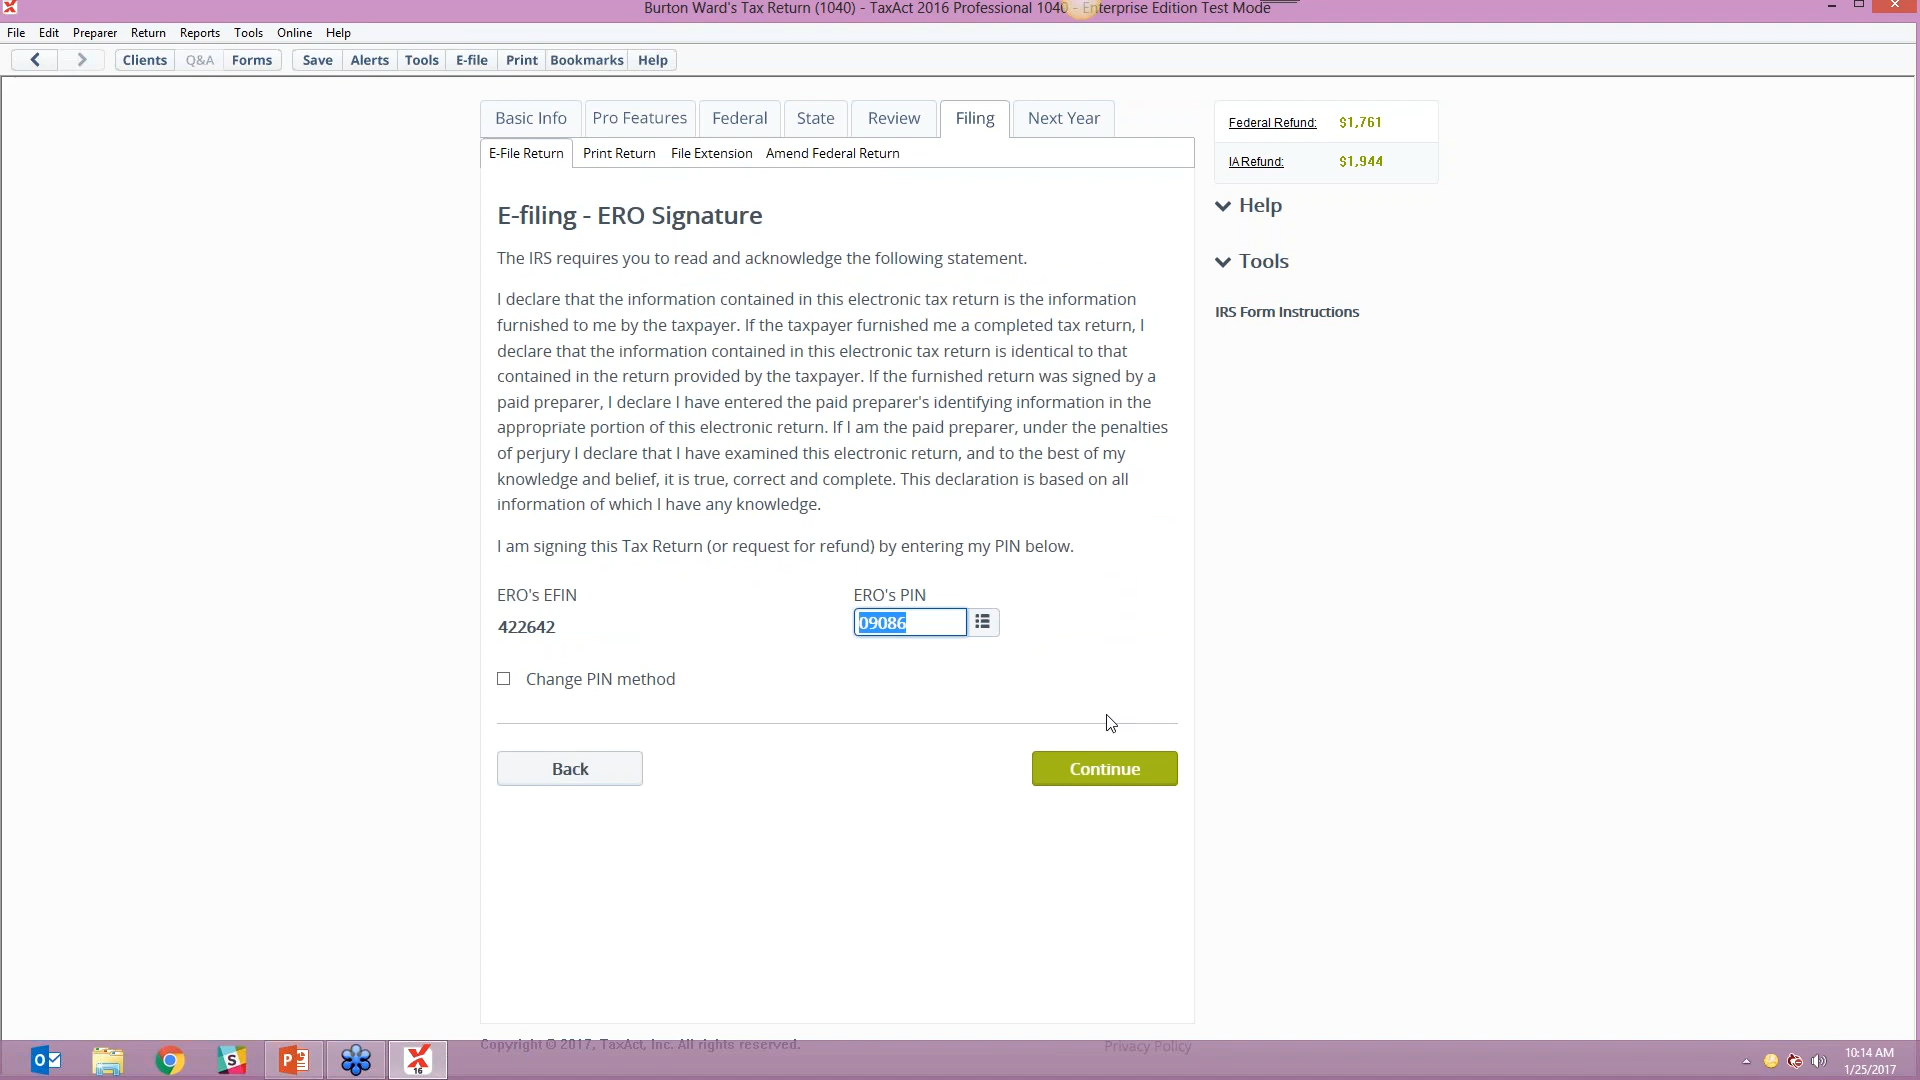 Burton Ward's Tax Return (1040) - TaxAct 2016 Professional 1040 - Enterprise Edition Test Mode
File Edit Preparer Return Reports Tools Online Help
Clients Q&A Forms Save Alerts Tools E-file Print Bookmarks Help
Basic Info Pro Features Federal State Review Filing Next Year
E-File Return Print Return File Extension Amend Federal Return
Federal Refund: $1,761
IA Refund: $1,944
Help
Tools
IRS Form Instructions
E-filing - ERO Signature
The IRS requires you to read and acknowledge the following statement.
I declare that the information contained in this electronic tax return is the information
furnished to me by the taxpayer. If the taxpayer furnished me a completed tax return, I
declare that the information contained in this electronic tax return is identical to that
contained in the return provided by the taxpayer. If the furnished return was signed by a
paid preparer, I declare I have entered the paid preparer's identifying information in the
appropriate portion of this electronic return. If I am the paid preparer, under the penalties
of perjury I declare that I have examined this electronic return, and to the best of my
knowledge and belief, it is true, correct and complete. This declaration is based on all
information of which I have any knowledge.
I am signing this Tax Return (or request for refund) by entering my PIN below.
ERO's EFIN ERO's PIN
422642 09086
Change PIN method
Back Continue
Copyright © 2017, TaxAct, Inc. All rights reserved. Privacy Policy
16
10:14 AM
1/25/2017